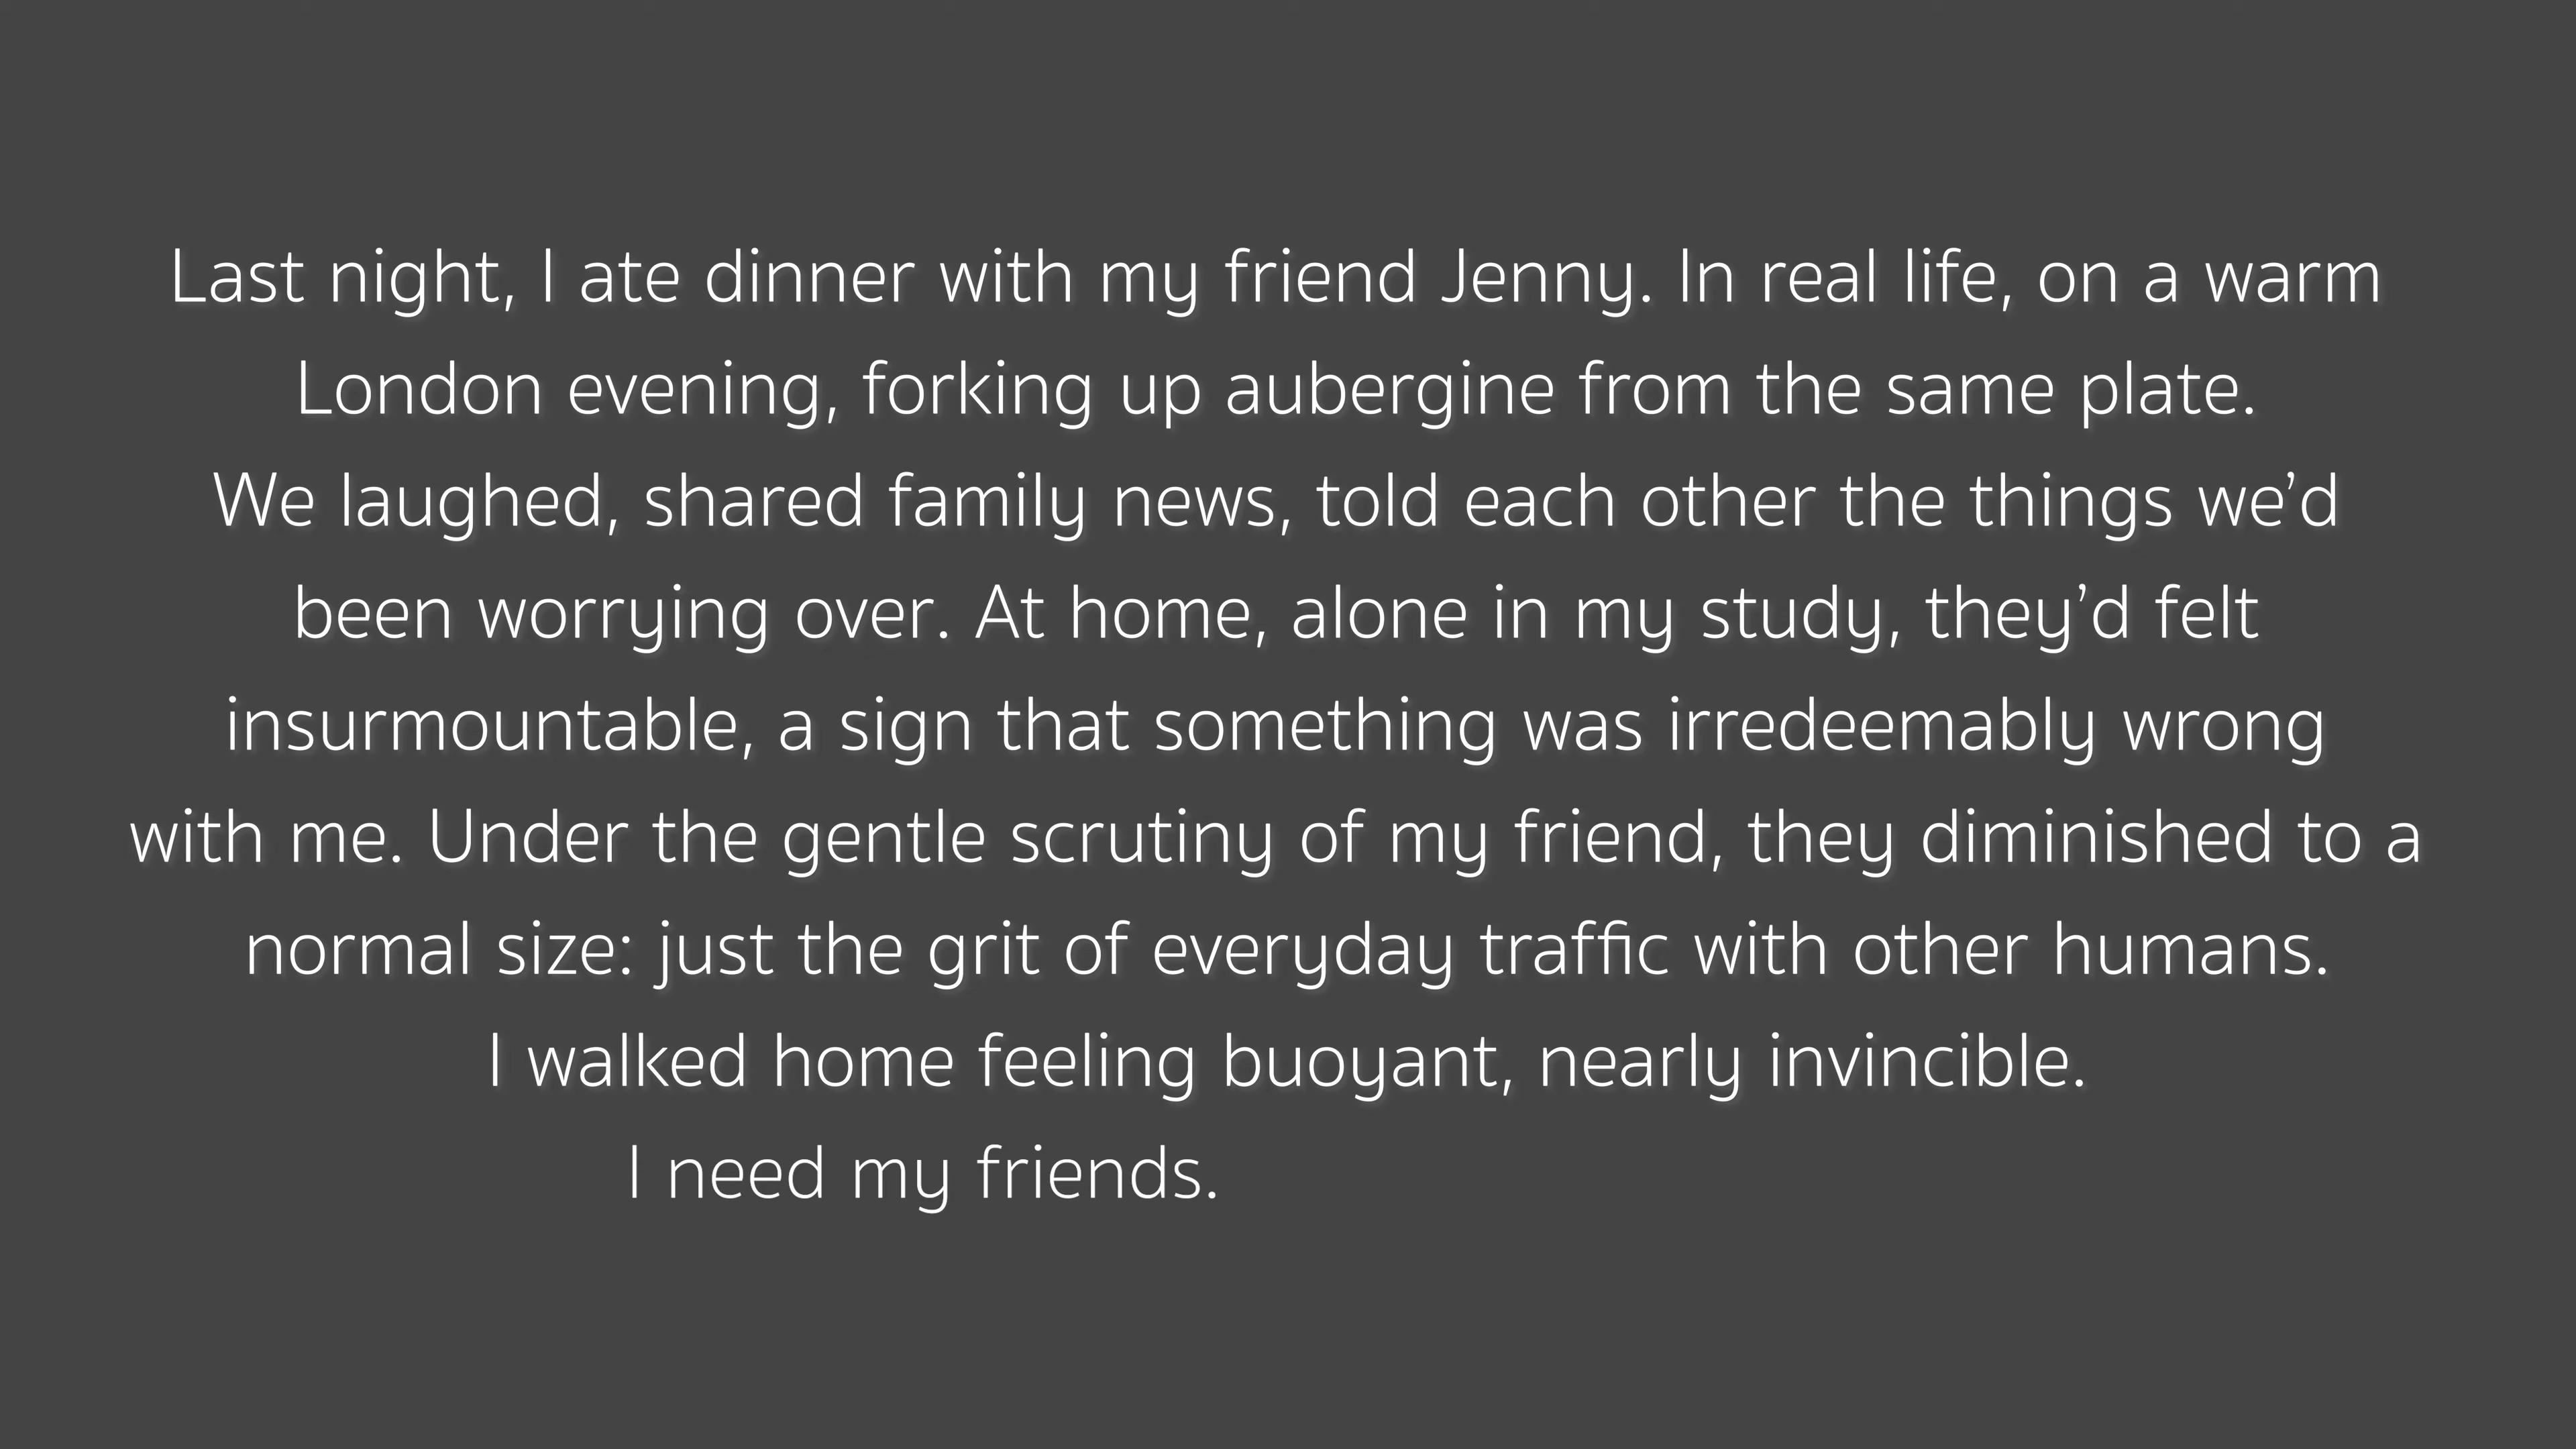 Last night, I ate dinner with my friend Jenny. In real life, on a warm
London evening, forking up aubergine from the same plate.
We laughed, shared family news, told each other the things we’d
been worrying over. At home, alone in my study, they’d felt
insurmountable, a sign that something was irredeemably wrong
with me. Under the gentle scrutiny of my friend, they diminished to a
normal size: just the grit of everyday traffic with other humans.
I walked home feeling buoyant, nearly invincible.
I need my friends.